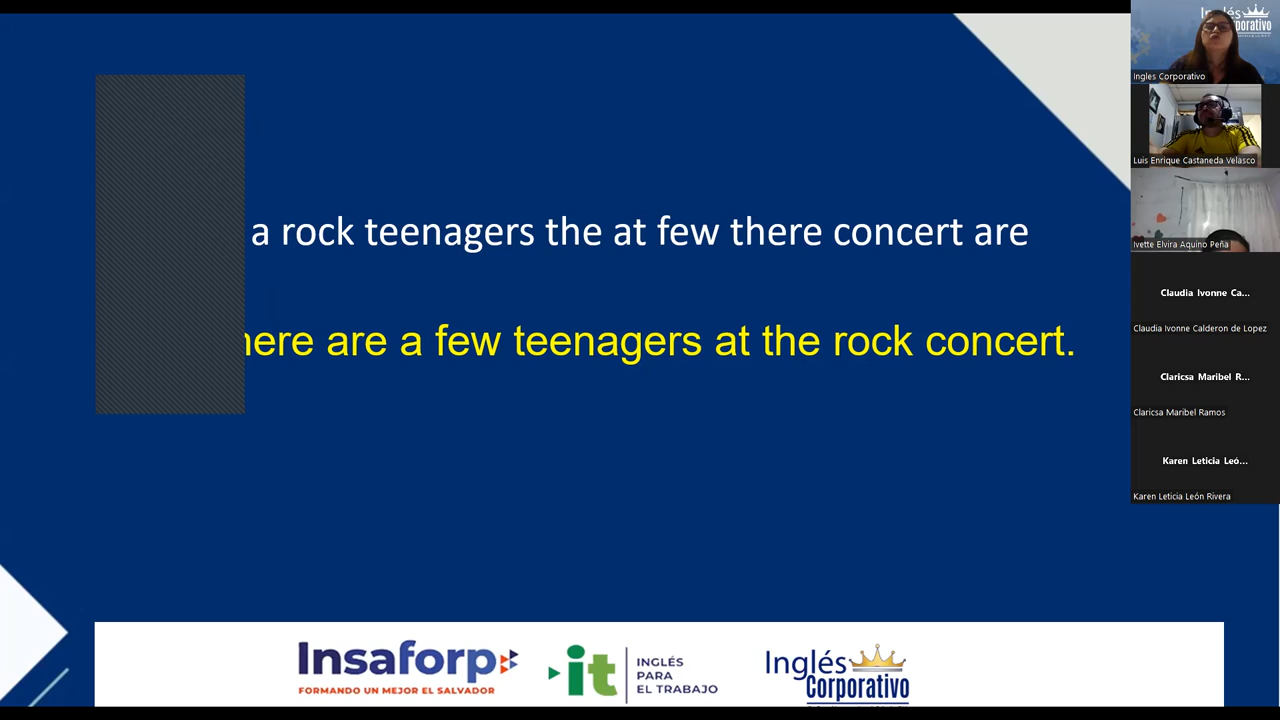 a rock teenagers the at few there concert are
here are a few teenagers at the rock concert.
Insaforp
FORMANDO UN MEJOR EL SALVADOR
it
INGLÉS
PARA
EL TRABAJO
Inglés
Corporativo
Inglés
Corporativo
Ingles Corporativo
Luis Enrique Castaneda Velasco
Ivette Elvira Aquino Peña
Claudia Ivonne Ca...
Claudia Ivonne Calderon de Lopez
Claricsa Maribel R...
Claricsa Maribel Ramos
Karen Leticia Leó...
Karen Leticia León Rivera